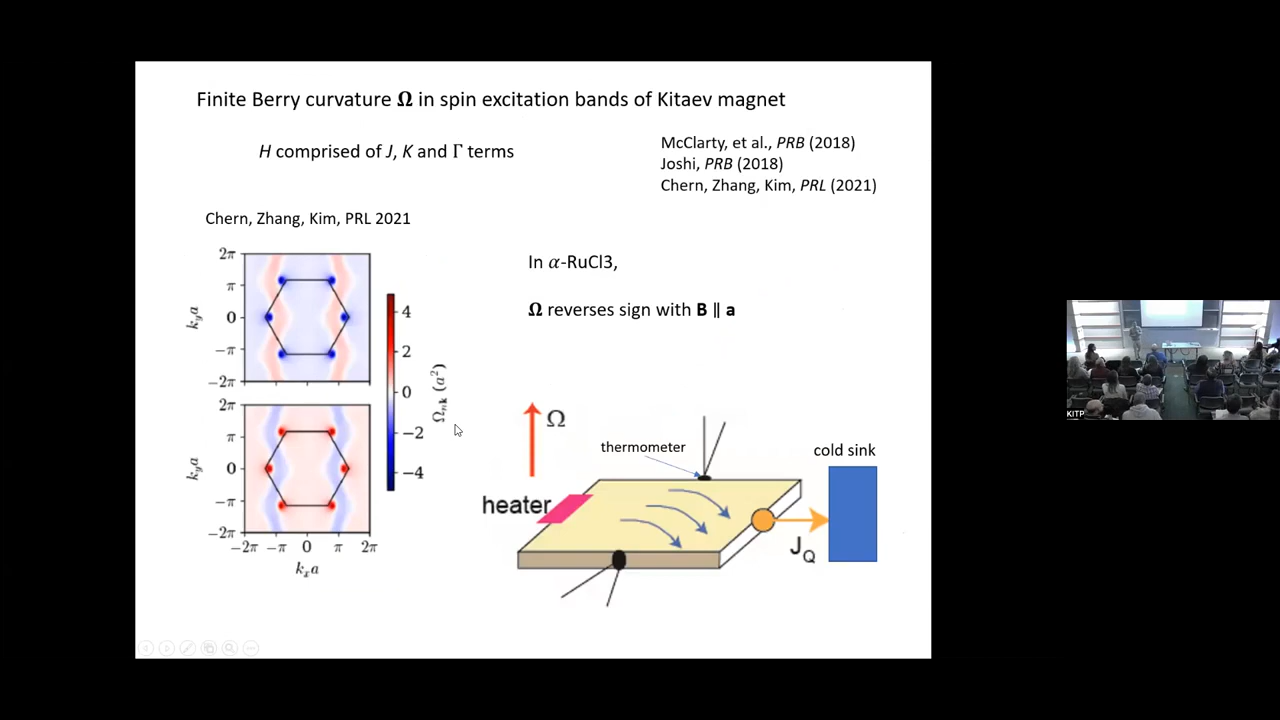 Finite Berry curvature Ω in spin excitation bands of Kitaev magnet
H comprised of J, K and Γ terms
McClarty, et al., PRB (2018)
Joshi, PRB (2018)
Chern, Zhang, Kim, PRL (2021)
Chern, Zhang, Kim, PRL 2021
In α-RuCl3,
Ω reverses sign with B ∥ a
2π
π
0
−π
−2π
k_y a
2π
π
0
−π
−2π
k_y a
−2π −π 0 π 2π
k_x a
4
2
0
−2
−4
Ω_nk (a²)
Ω
thermometer
cold sink
heater
J_Q
KITP